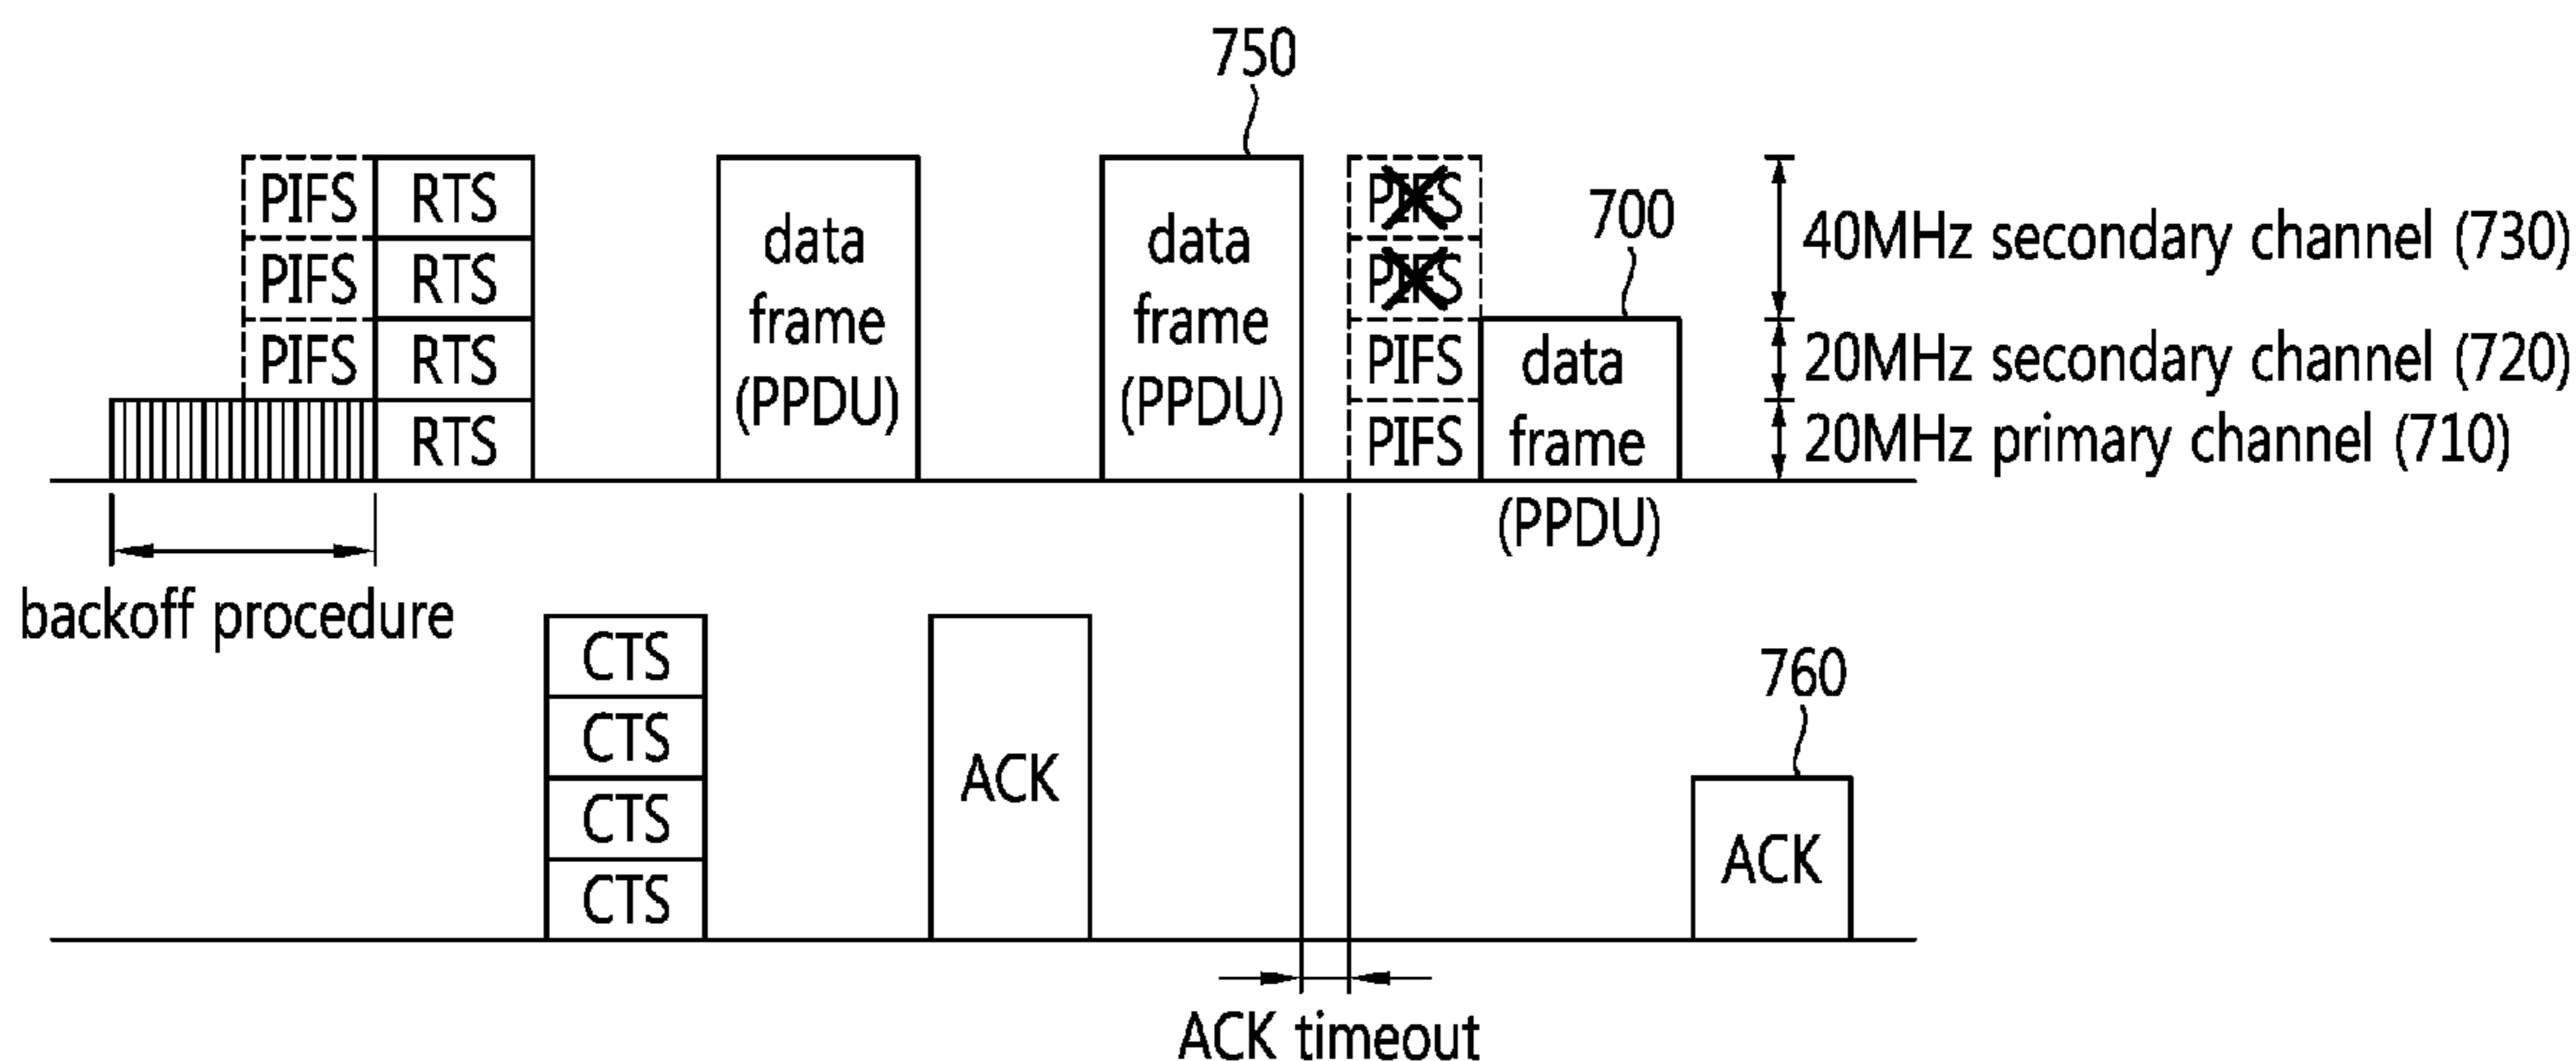 750
PIFS RTS
PIFS RTS
PIFS RTS
RTS
data
frame
(PPDU)
data
frame
(PPDU)
PIFS
PIFS
PIFS
PIFS
700
data
frame
(PPDU)
40MHz secondary channel (730)
20MHz secondary channel (720)
20MHz primary channel (710)
backoff procedure
CTS
CTS
CTS
CTS
ACK
760
ACK
ACK timeout